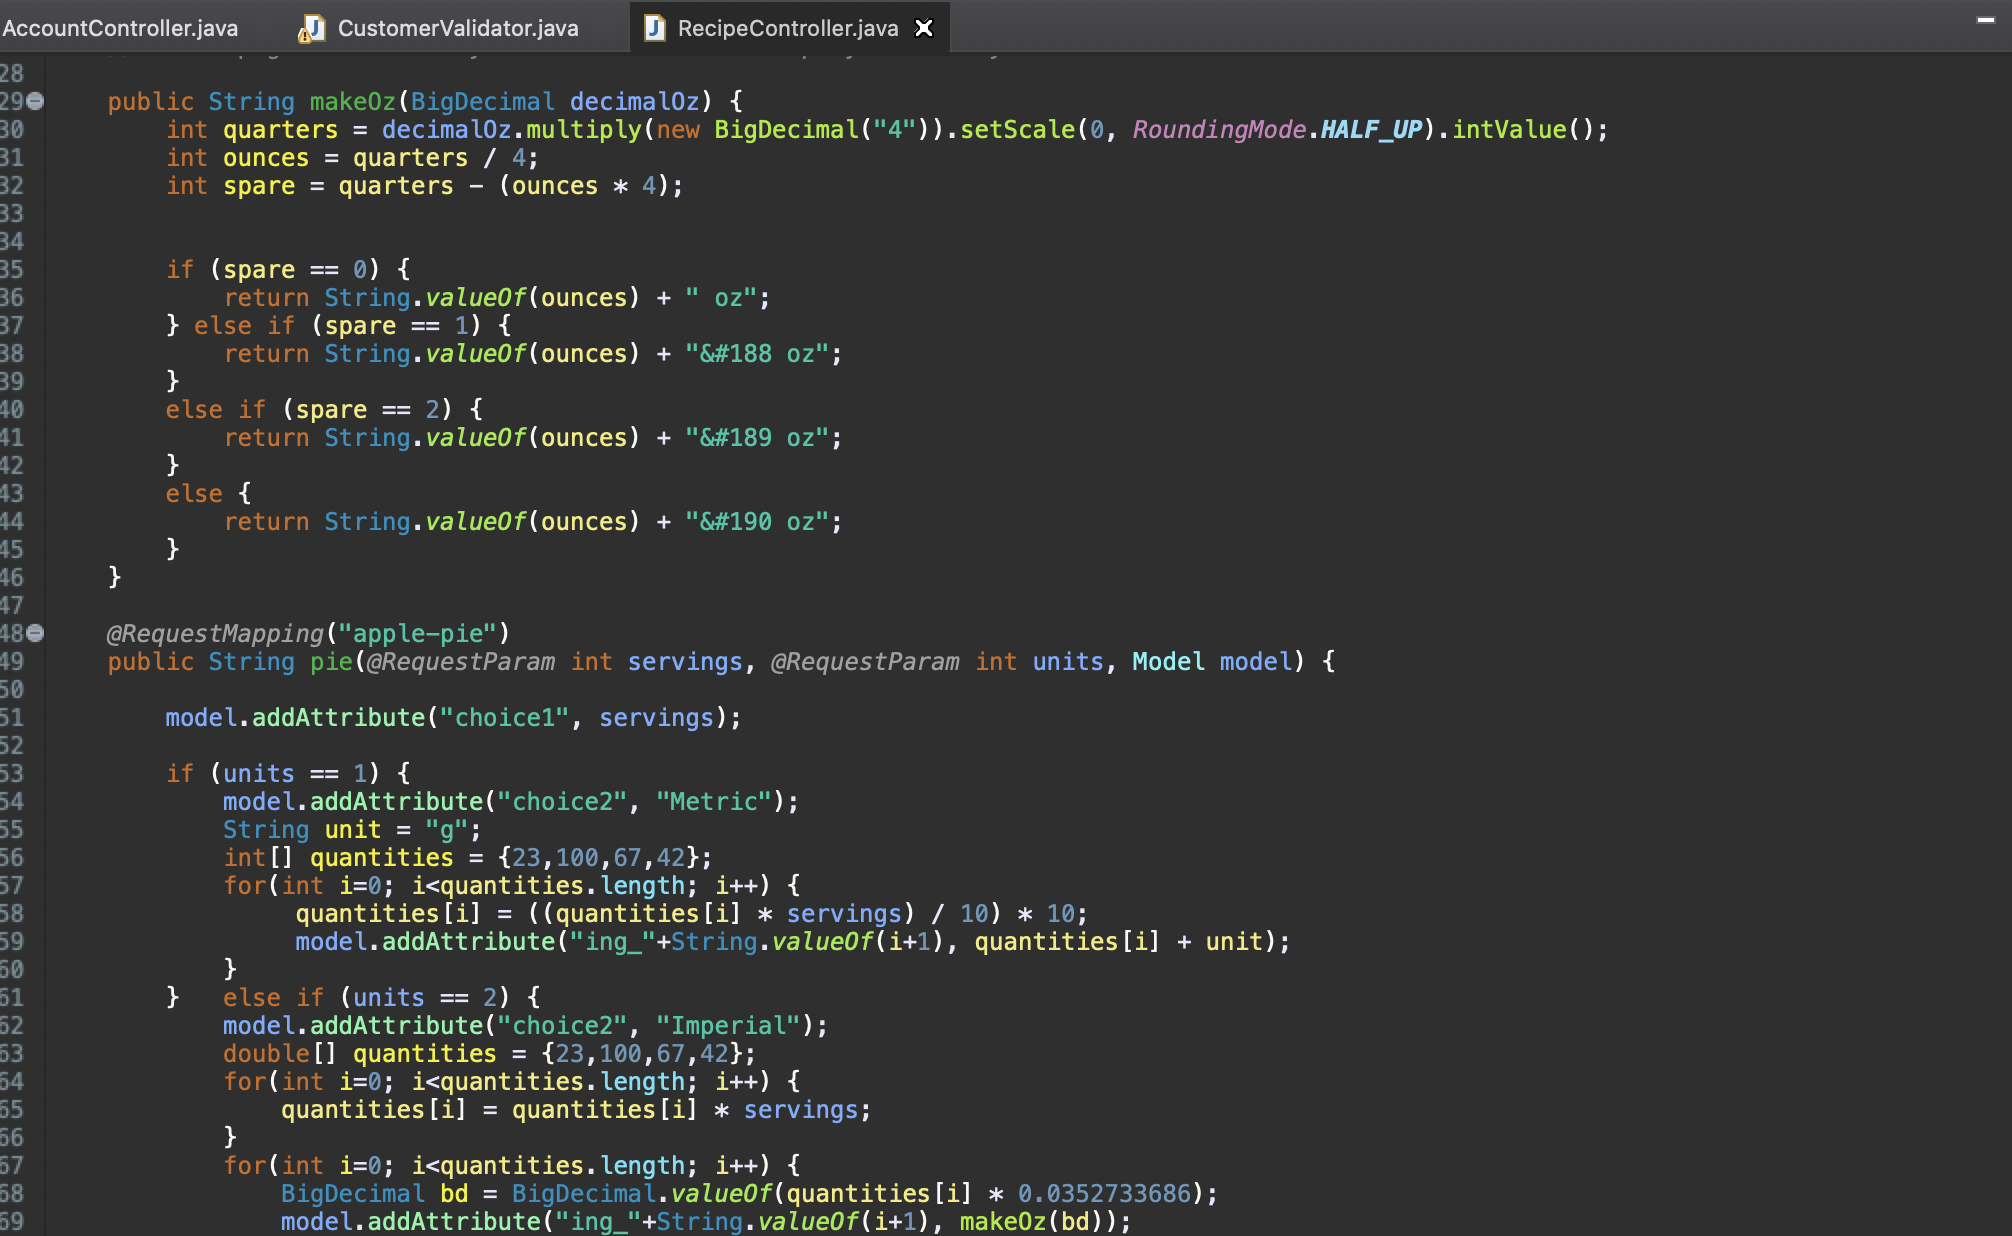 AccountController.java CustomerValidator.java RecipeController.java
28
29 public String makeOz(BigDecimal decimalOz) {
30 int quarters = decimalOz.multiply(new BigDecimal("4")).setScale(0, RoundingMode.HALF_UP).intValue();
31 int ounces = quarters / 4;
32 int spare = quarters - (ounces * 4);
33
34
35 if (spare == 0) {
36 return String.valueOf(ounces) + " oz";
37 } else if (spare == 1) {
38 return String.valueOf(ounces) + "&#188 oz";
39 }
40 else if (spare == 2) {
41 return String.valueOf(ounces) + "&#189 oz";
42 }
43 else {
44 return String.valueOf(ounces) + "&#190 oz";
45 }
46 }
47
48 @RequestMapping("apple-pie")
49 public String pie(@RequestParam int servings, @RequestParam int units, Model model) {
50
51 model.addAttribute("choice1", servings);
52
53 if (units == 1) {
54 model.addAttribute("choice2", "Metric");
55 String unit = "g";
56 int[] quantities = {23,100,67,42};
57 for(int i=0; i<quantities.length; i++) {
58 quantities[i] = ((quantities[i] * servings) / 10) * 10;
59 model.addAttribute("ing_"+String.valueOf(i+1), quantities[i] + unit);
60 }
61 } else if (units == 2) {
62 model.addAttribute("choice2", "Imperial");
63 double[] quantities = {23,100,67,42};
64 for(int i=0; i<quantities.length; i++) {
65 quantities[i] = quantities[i] * servings;
66 }
67 for(int i=0; i<quantities.length; i++) {
68 BigDecimal bd = BigDecimal.valueOf(quantities[i] * 0.0352733686);
69 model.addAttribute("ing_"+String.valueOf(i+1), makeOz(bd));